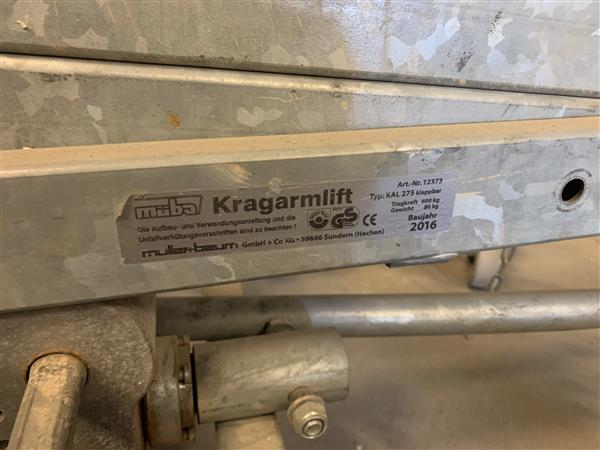 müba Kragarmlift
Art.-Nr. 12373
Typ: KAL 275 klappbar
Tragkraft 600 kg
Gewicht 86 kg
Die Aufbau- und Verwendungsanleitung und die
Unfallverhütungsvorschriften sind zu beachten !
GS CE
Baujahr
2016
müller+baum GmbH + Co KG • 59846 Sundern (Hachen)